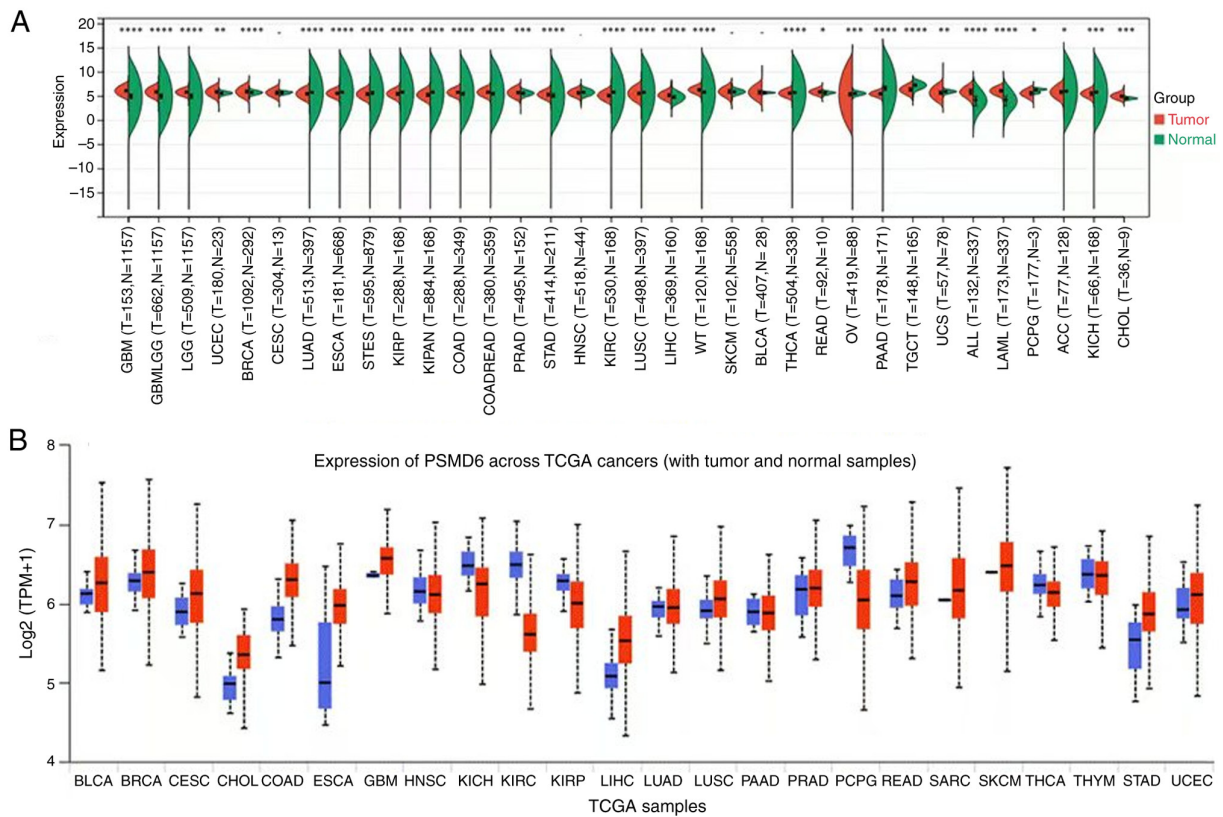 A
20
15
10
5
0
−5
−10
−15
Expression
**** **** **** ** **** - **** **** **** **** **** **** **** *** **** - **** **** **** **** - - **** * *** **** **** ** **** **** * * *** ***
Group
Tumor
Normal
GBM (T=153,N=1157)
GBMLGG (T=662,N=1157)
LGG (T=509,N=1157)
UCEC (T=180,N=23)
BRCA (T=1092,N=292)
CESC (T=304,N=13)
LUAD (T=513,N=397)
ESCA (T=181,N=668)
STES (T=595,N=879)
KIRP (T=288,N=168)
KIPAN (T=884,N=168)
COAD (T=288,N=349)
COADREAD (T=380,N=359)
PRAD (T=495,N=152)
STAD (T=414,N=211)
HNSC (T=518,N=44)
KIRC (T=530,N=168)
LUSC (T=498,N=397)
LIHC (T=369,N=160)
WT (T=120,N=168)
SKCM (T=102,N=558)
BLCA (T=407,N= 28)
THCA (T=504,N=338)
READ (T=92,N=10)
OV (T=419,N=88)
PAAD (T=178,N=171)
TGCT (T=148,N=165)
UCS (T=57,N=78)
ALL (T=132,N=337)
LAML (T=173,N=337)
PCPG (T=177,N=3)
ACC (T=77,N=128)
KICH (T=66,N=168)
CHOL (T=36,N=9)
B
Expression of PSMD6 across TCGA cancers (with tumor and normal samples)
8
7
6
5
4
Log2 (TPM+1)
BLCA BRCA CESC CHOL COAD ESCA GBM HNSC KICH KIRC KIRP LIHC LUAD LUSC PAAD PRAD PCPG READ SARC SKCM THCA THYM STAD UCEC
TCGA samples